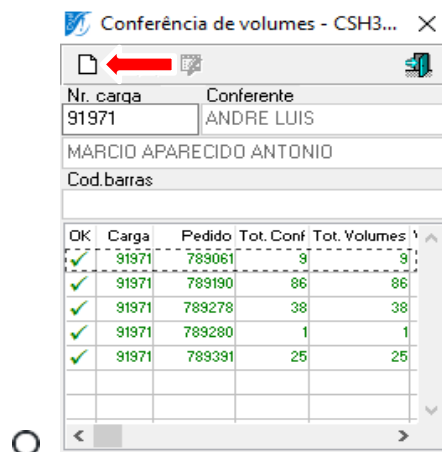 Conferência de volumes - CSH3...
Nr. carga Conferente
91971 ANDRE LUIS
MARCIO APARECIDO ANTONIO
Cod.barras
OK Carga Pedido Tot. Conf Tot. Volumes
91971 789061 9 9
91971 789190 86 86
91971 789278 38 38
91971 789280 1 1
91971 789391 25 25